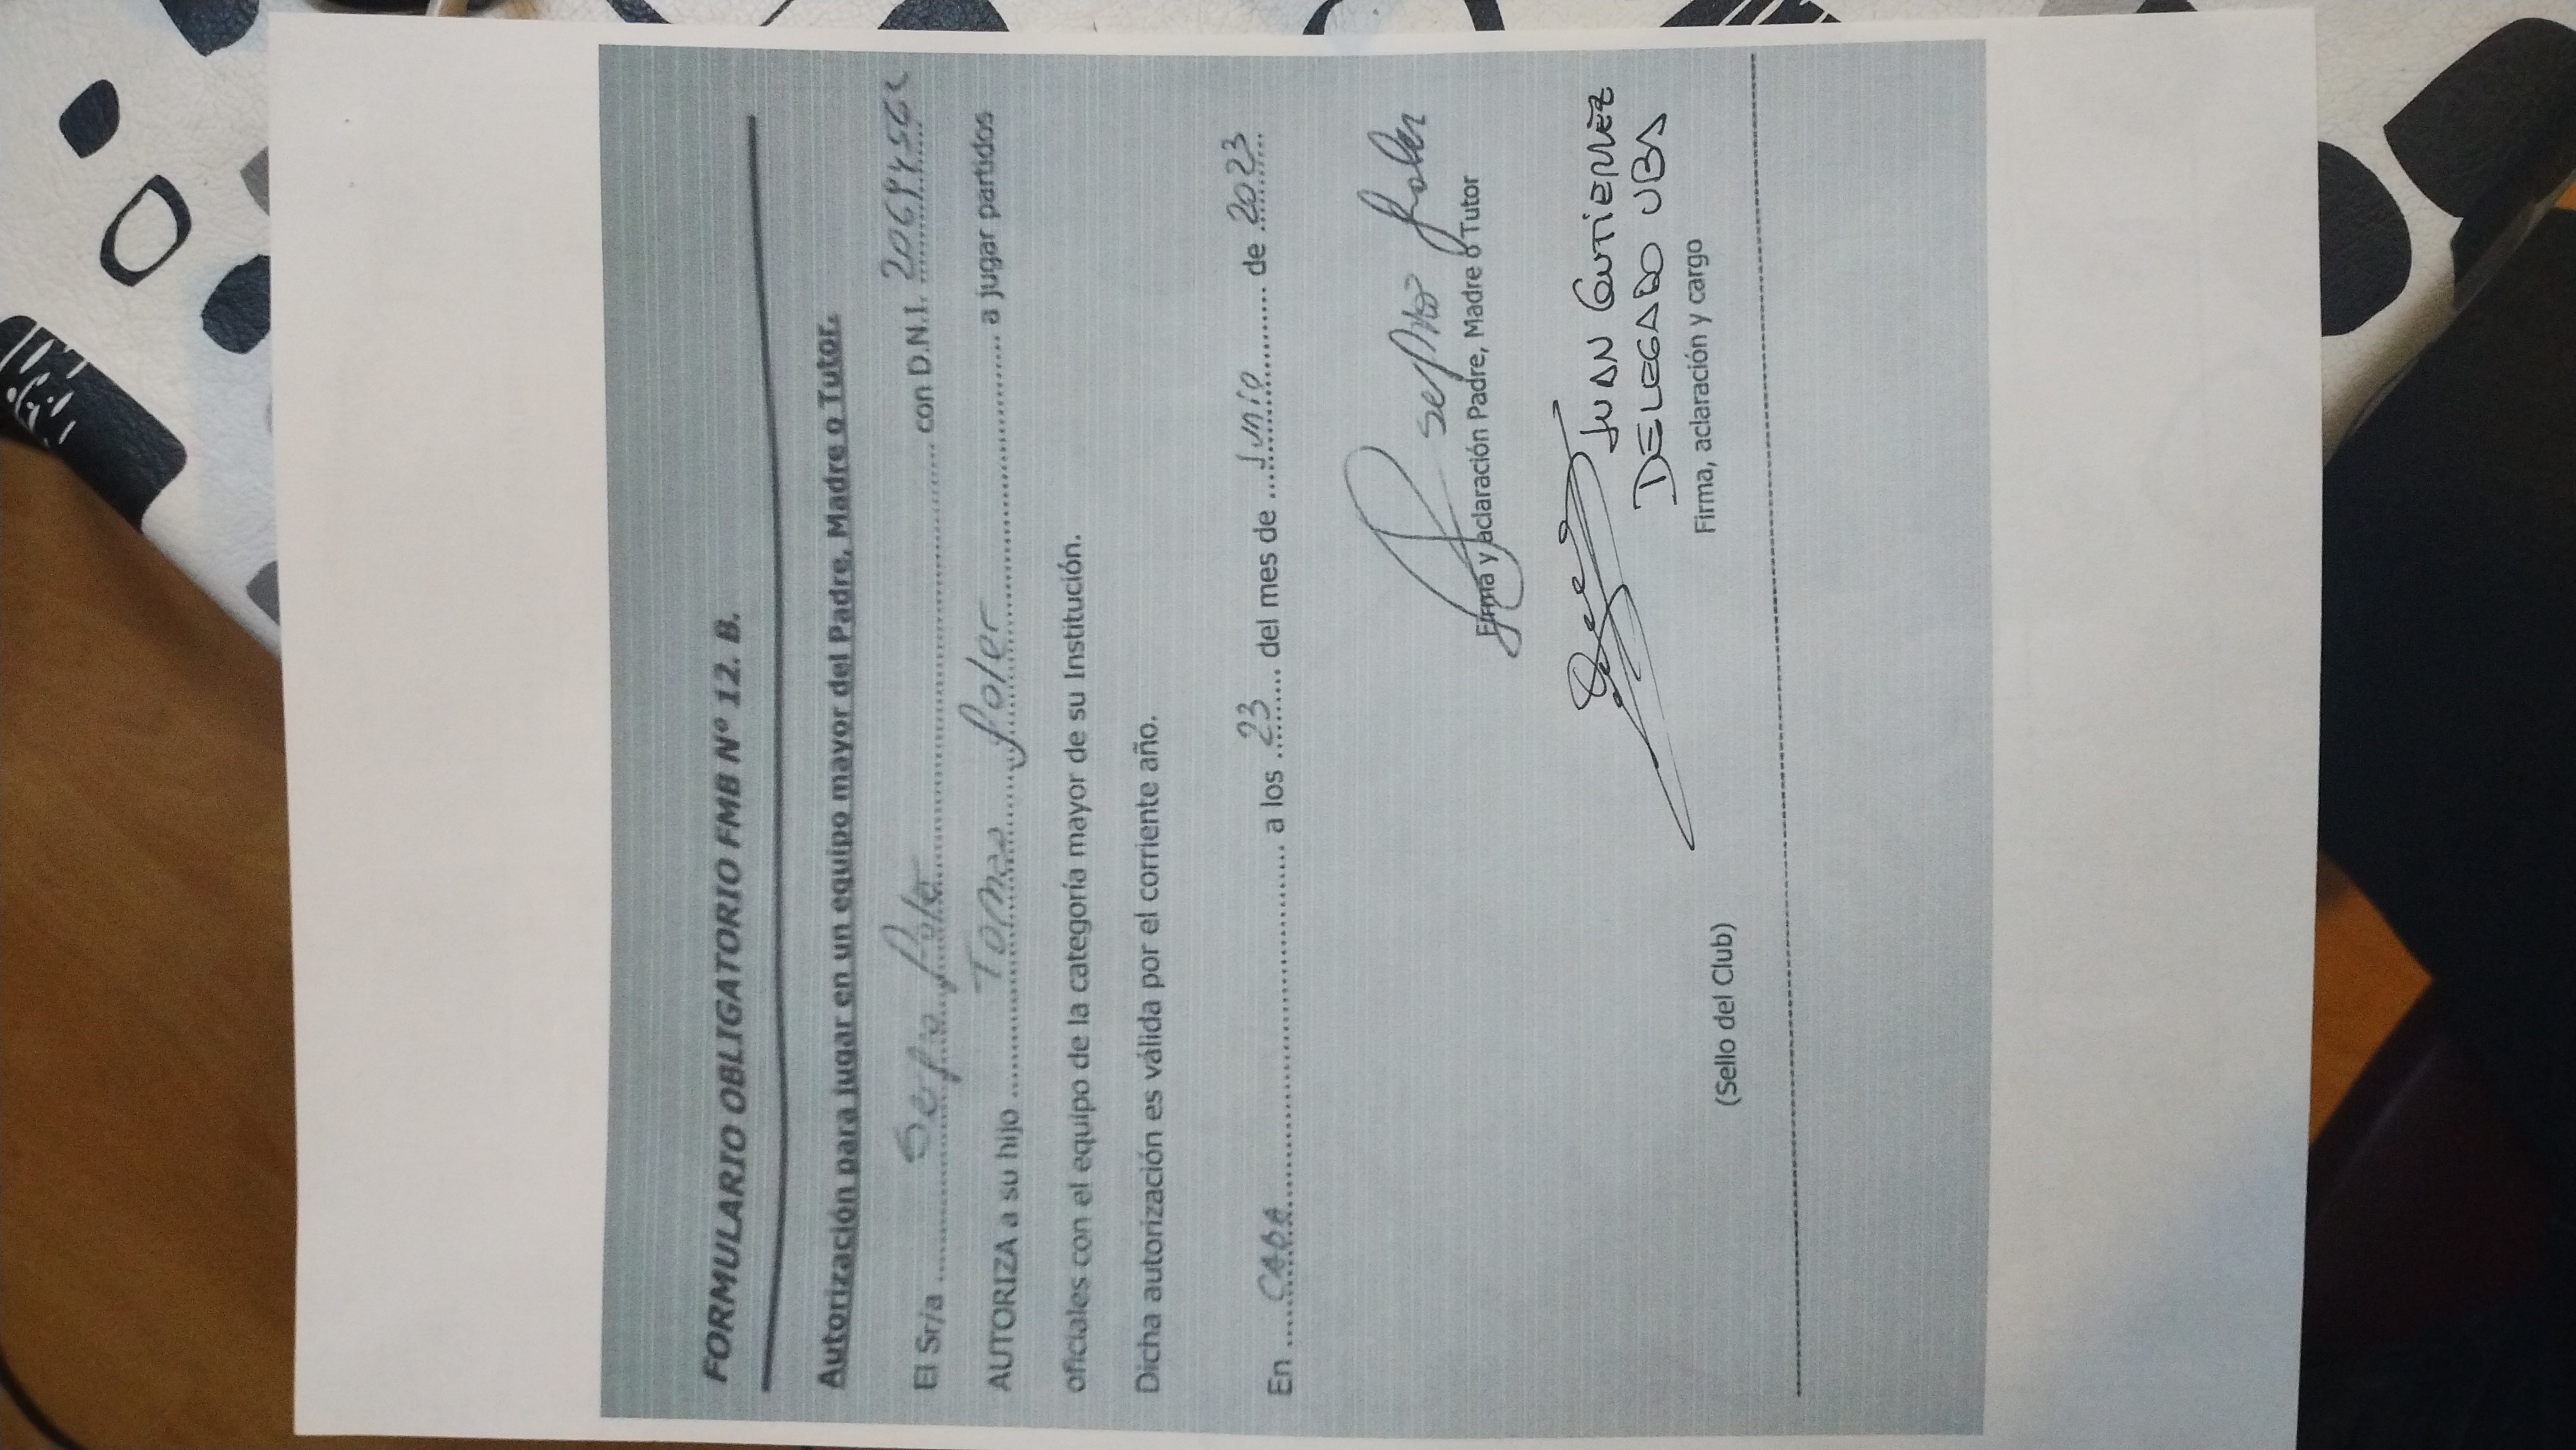 FORMULARIO OBLIGATORIO FMB Nº 12. B.
Autorización para jugar en un equipo mayor del Padre, Madre o Tutor.
El Sr/a ............ Soler ............ con D.N.I.
AUTORIZA a su hijo ............ Tomas Soler ............ a jugar partidos
oficiales con el equipo de la categoría mayor de su Institución.
Dicha autorización es válida por el corriente año.
En ..... CABA ............ a los ..23.. del mes de ... Junio ............ de .2023
Sergio Soler
Firma y aclaración Padre, Madre o Tutor
JUAN GUTIERREZ
DELEGADO UBA
(Sello del Club) Firma, aclaración y cargo